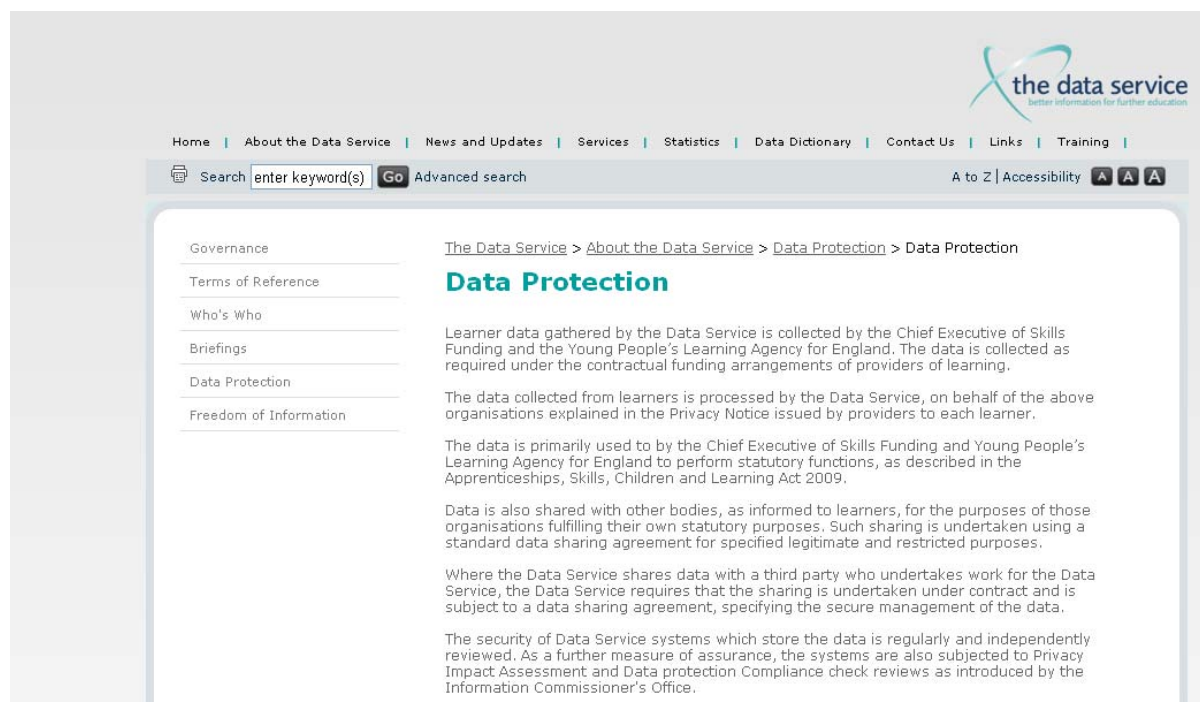 the data service
better information for further education
Home | About the Data Service | News and Updates | Services | Statistics | Data Dictionary | Contact Us | Links | Training |
Search enter keyword(s) Go Advanced search A to Z | Accessibility A A A
Governance
Terms of Reference
Who's Who
Briefings
Data Protection
Freedom of Information
The Data Service > About the Data Service > Data Protection > Data Protection
Data Protection
Learner data gathered by the Data Service is collected by the Chief Executive of Skills
Funding and the Young People's Learning Agency for England. The data is collected as
required under the contractual funding arrangements of providers of learning.
The data collected from learners is processed by the Data Service, on behalf of the above
organisations explained in the Privacy Notice issued by providers to each learner.
The data is primarily used to by the Chief Executive of Skills Funding and Young People's
Learning Agency for England to perform statutory functions, as described in the
Apprenticeships, Skills, Children and Learning Act 2009.
Data is also shared with other bodies, as informed to learners, for the purposes of those
organisations fulfilling their own statutory purposes. Such sharing is undertaken using a
standard data sharing agreement for specified legitimate and restricted purposes.
Where the Data Service shares data with a third party who undertakes work for the Data
Service, the Data Service requires that the sharing is undertaken under contract and is
subject to a data sharing agreement, specifying the secure management of the data.
The security of Data Service systems which store the data is regularly and independently
reviewed. As a further measure of assurance, the systems are also subjected to Privacy
Impact Assessment and Data protection Compliance check reviews as introduced by the
Information Commissioner's Office.